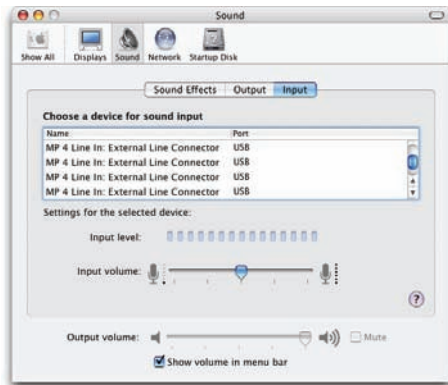 Sound
Show All Displays Sound Network Startup Disk
Sound Effects Output Input
Choose a device for sound input
Name Port
MP 4 Line In: External Line Connector USB
MP 4 Line In: External Line Connector USB
MP 4 Line In: External Line Connector USB
MP 4 Line In: External Line Connector USB
Settings for the selected device:
Input level:
Input volume:
?
Output volume: Mute
Show volume in menu bar